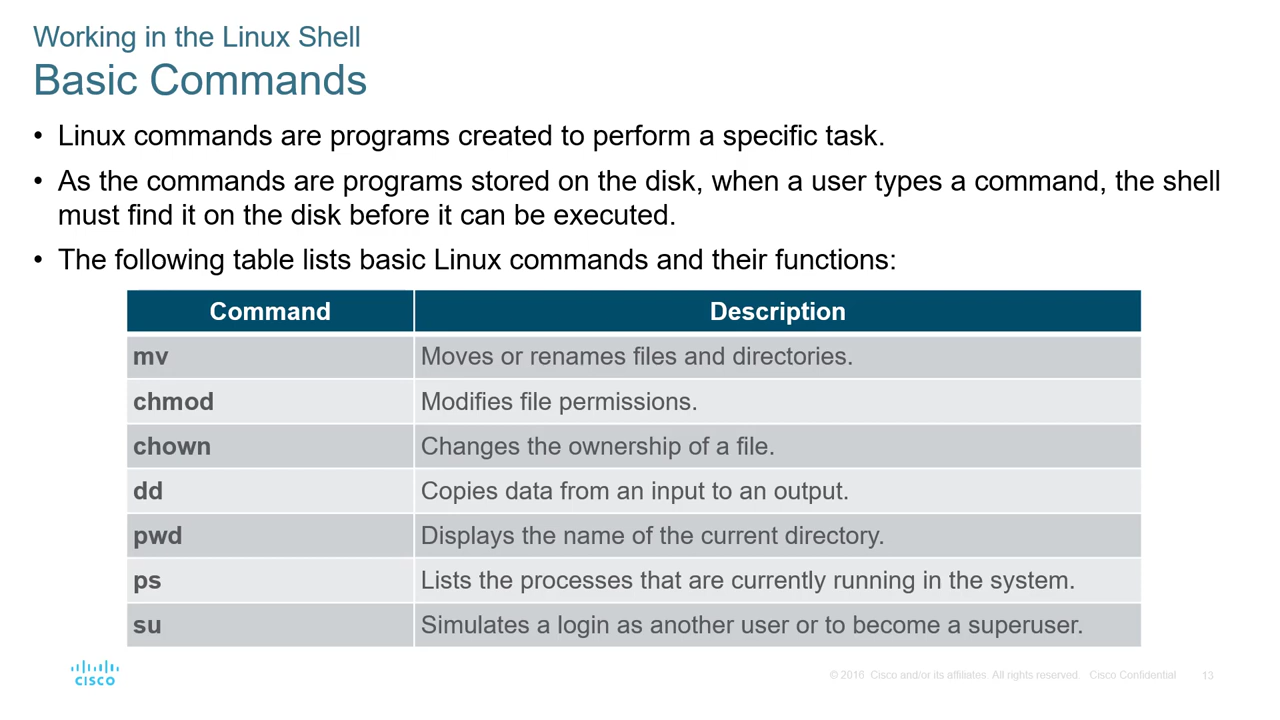 Working in the Linux Shell
Basic Commands
• Linux commands are programs created to perform a specific task.
• As the commands are programs stored on the disk, when a user types a command, the shell
must find it on the disk before it can be executed.
• The following table lists basic Linux commands and their functions:
Command Description
mv Moves or renames files and directories.
chmod Modifies file permissions.
chown Changes the ownership of a file.
dd Copies data from an input to an output.
pwd Displays the name of the current directory.
ps Lists the processes that are currently running in the system.
su Simulates a login as another user or to become a superuser.
CISCO
© 2016 Cisco and/or its affiliates. All rights reserved. Cisco Confidential 13